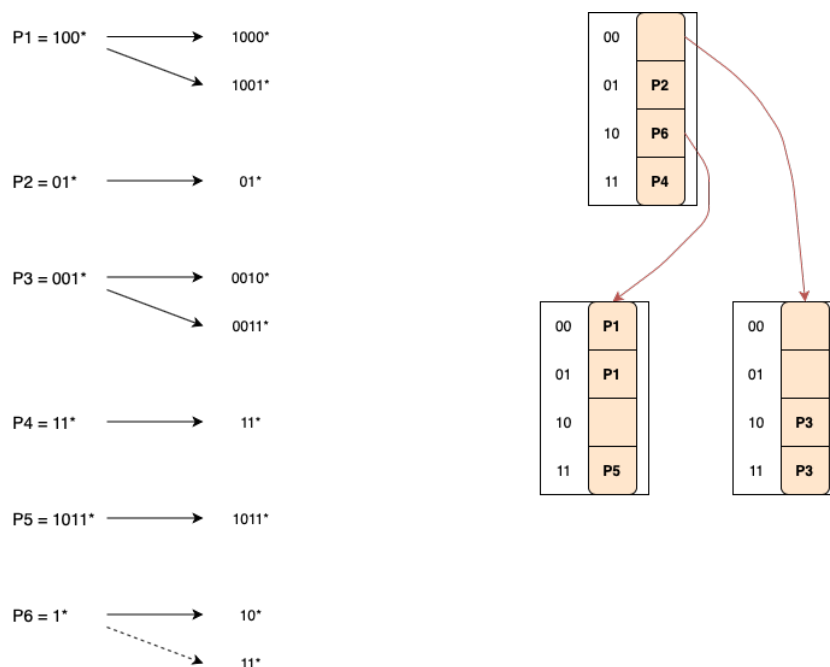 P1 = 100*
1000*
1001*
P2 = 01*
01*
P3 = 001*
0010*
0011*
P4 = 11*
11*
P5 = 1011*
1011*
P6 = 1*
10*
11*
00
01 P2
10 P6
11 P4
00 P1
01 P1
10
11 P5
00
01
10 P3
11 P3